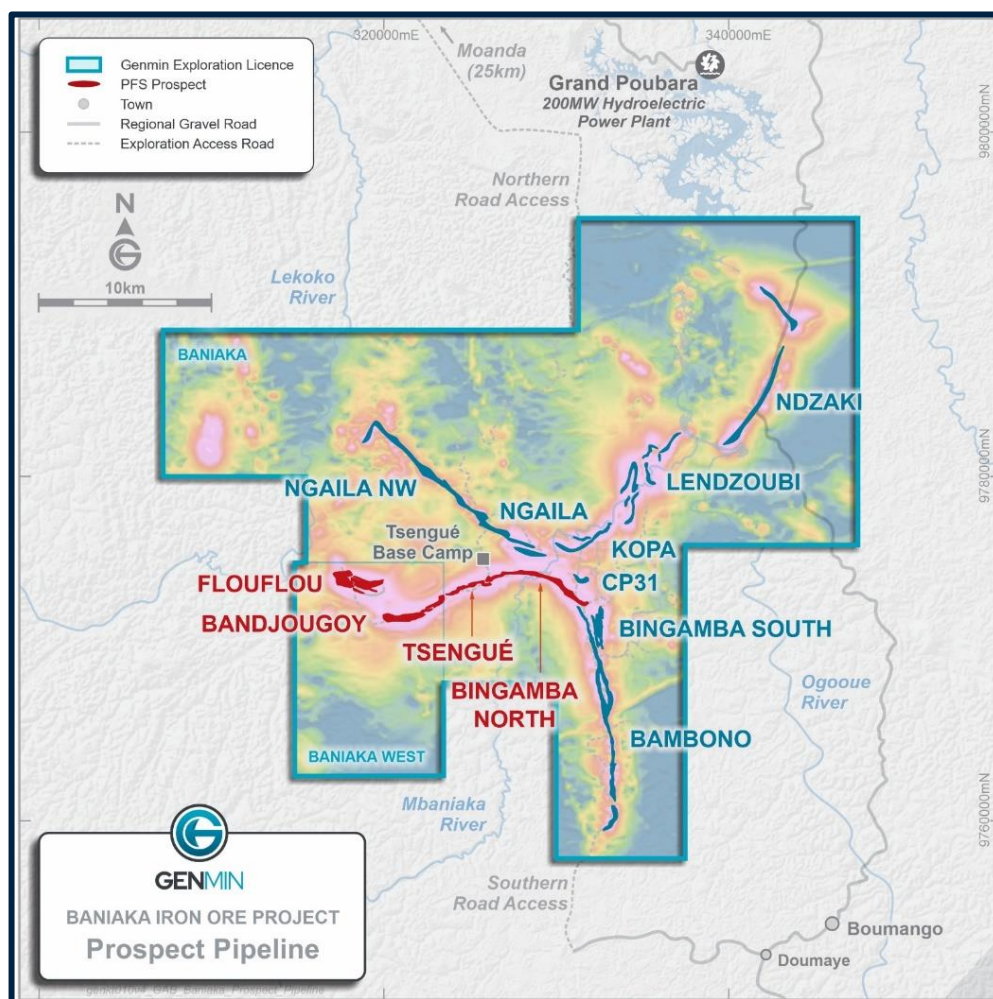 320000mE
340000mE
Genmin Exploration Licence
PFS Prospect
Town
Regional Gravel Road
Exploration Access Road
Moanda
(25km)
Grand Poubara
200MW Hydroelectric
Power Plant
9800000mN
Northern
Road Access
N
10km
Lekoko
River
BANIAKA
NDZAKI
NGAILA NW
NGAILA
LENDZOUBI
9780000mN
Tsengué
Base Camp
KOPA
CP31
FLOUFLOU
BANDJOUGOY
TSENGUÉ
BINGAMBA SOUTH
BINGAMBA
NORTH
Ogooue
River
BAMBONO
BANIAKA WEST
Mbaniaka
River
9760000mN
GENMIN
BANIAKA IRON ORE PROJECT
Prospect Pipeline
Southern
Road Access
Boumango
Doumaye